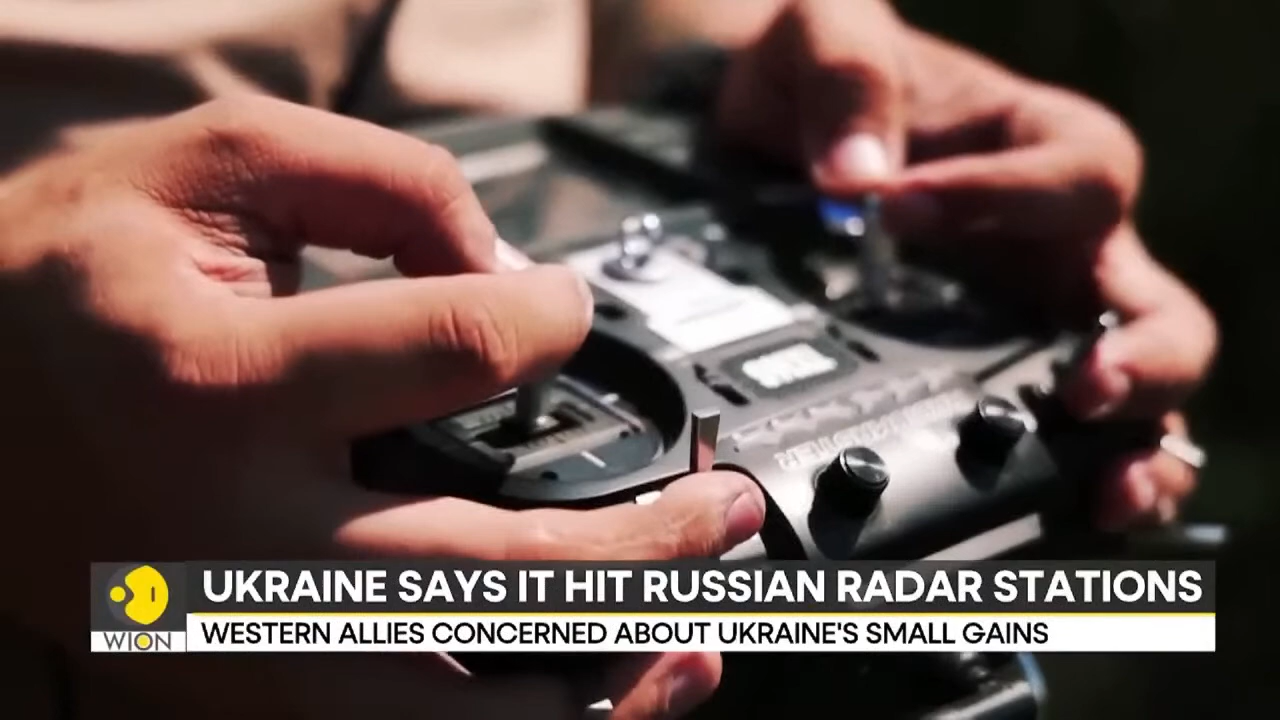 UKRAINE SAYS IT HIT RUSSIAN RADAR STATIONS
WION
WESTERN ALLIES CONCERNED ABOUT UKRAINE'S SMALL GAINS